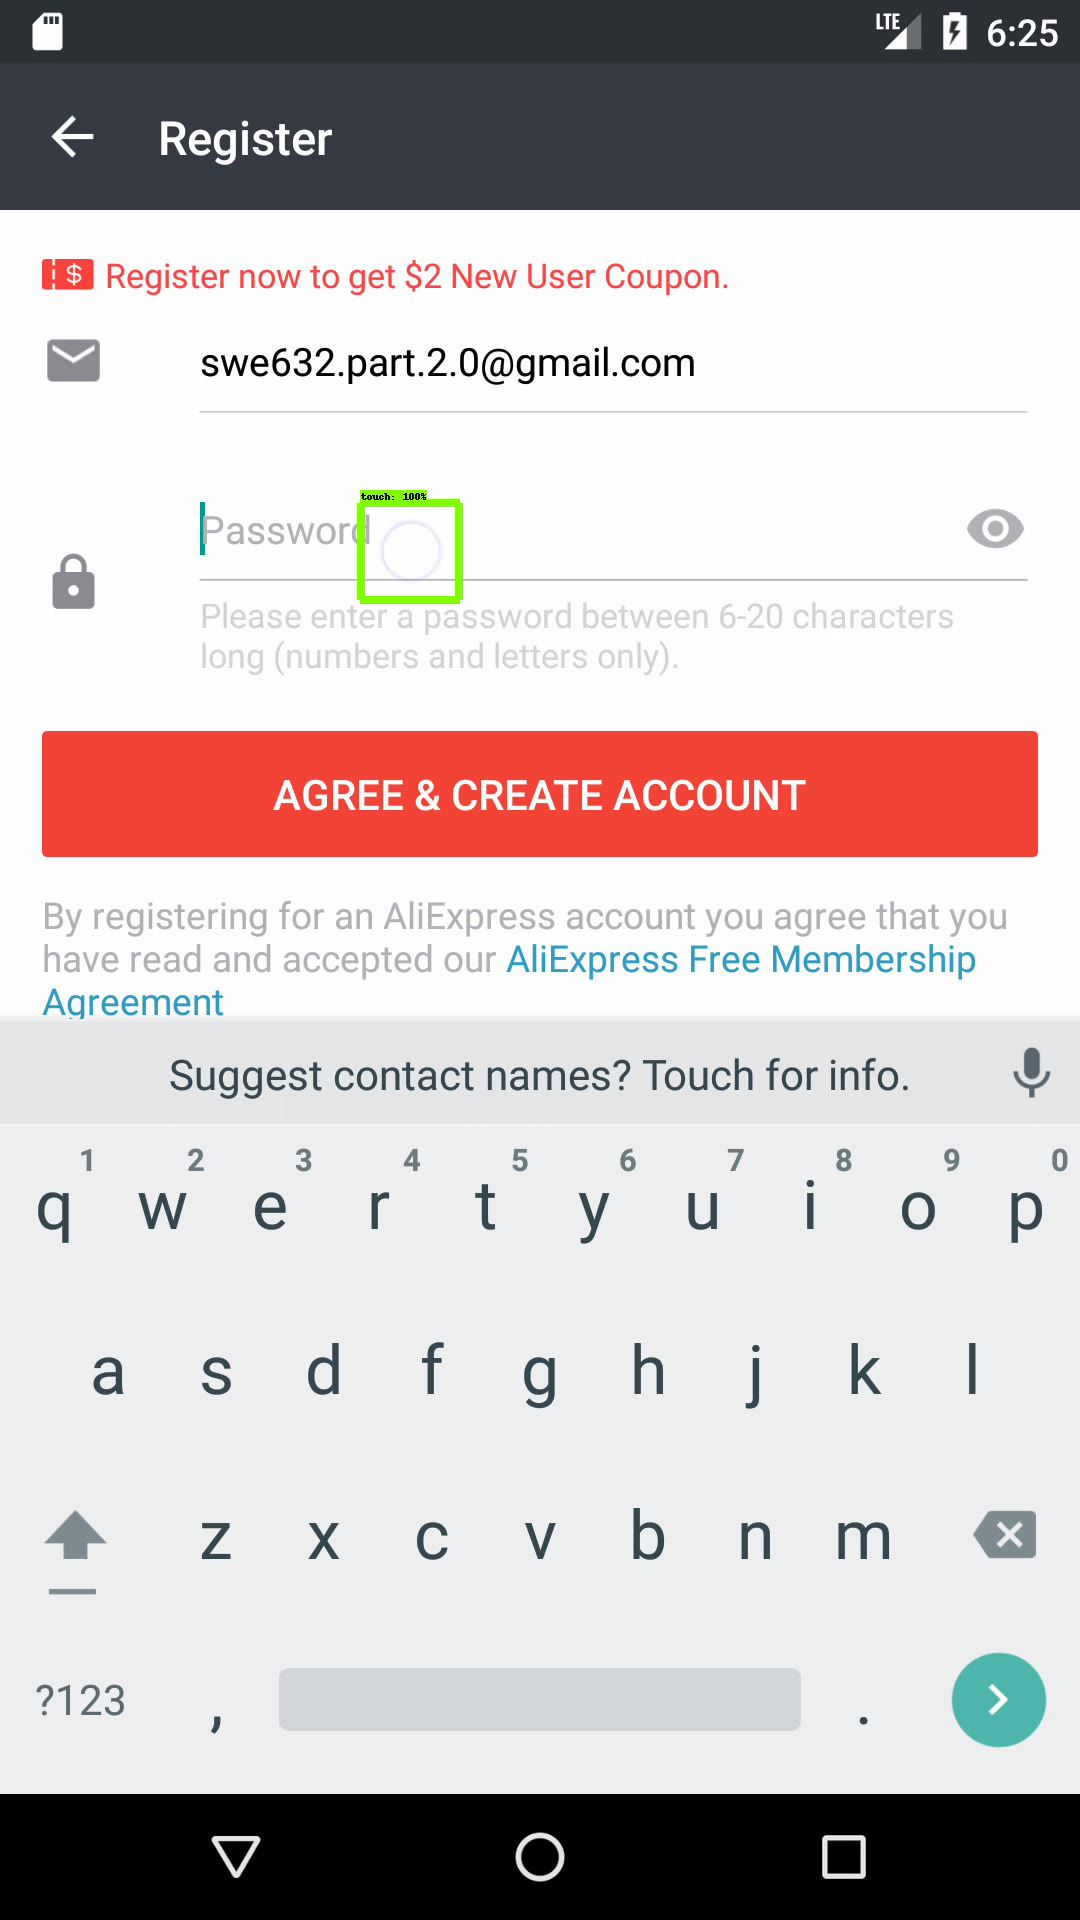 LTE 6:25
Register
$ Register now to get $2 New User Coupon.
swe632.part.2.0@gmail.com
touch: 100%
Password
Please enter a password between 6-20 characters
long (numbers and letters only).
AGREE & CREATE ACCOUNT
By registering for an AliExpress account you agree that you
have read and accepted our AliExpress Free Membership
Agreement
Suggest contact names? Touch for info.
1 2 3 4 5 6 7 8 9 0
q w e r t y u i o p
a s d f g h j k l
z x c v b n m
?123 , .